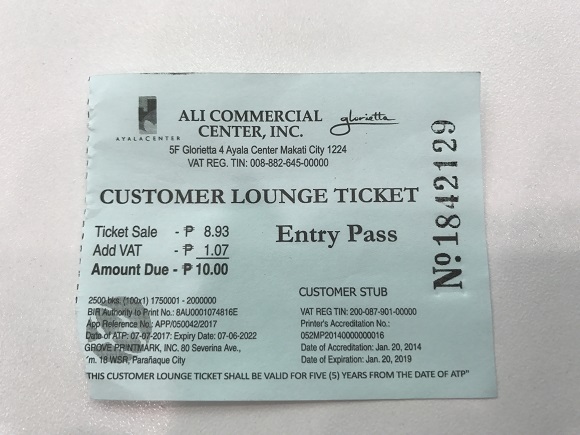 AYALACENTER
ALI COMMERCIAL
CENTER, INC.
glorietta
5F Glorietta 4 Ayala Center Makati City 1224
VAT REG. TIN: 008-882-645-00000
CUSTOMER LOUNGE TICKET
Ticket Sale - ₱ 8.93
Add VAT - ₱ 1.07
Amount Due - ₱ 10.00
Entry Pass
Nº 1842129
2500 bks. (100x1) 1750001 - 2000000
BIR Authority to Print No.: 8AU0001074816E
App Reference No.: APP/050042/2017
Date of ATP: 07-07-2017: Expiry Date: 07-06-2022
GROVE PRINTMARK, INC. 80 Severina Ave.,
m. 18 WSR, Parañaque City
CUSTOMER STUB
VAT REG TIN: 200-087-901-00000
Printer's Accreditation No.:
052MP20140000000016
Date of Accreditation: Jan. 20, 2014
Date of Expiration: Jan. 20, 2019
"THIS CUSTOMER LOUNGE TICKET SHALL BE VALID FOR FIVE (5) YEARS FROM THE DATE OF ATP"